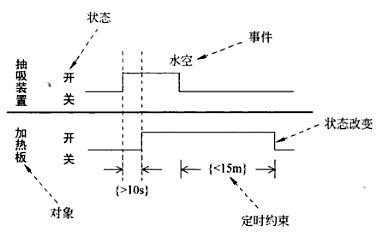 状态
事件
水空
抽吸装置
开
关
加热板
开
关
状态改变
{>10s}
{<15m}
对象
定时约束